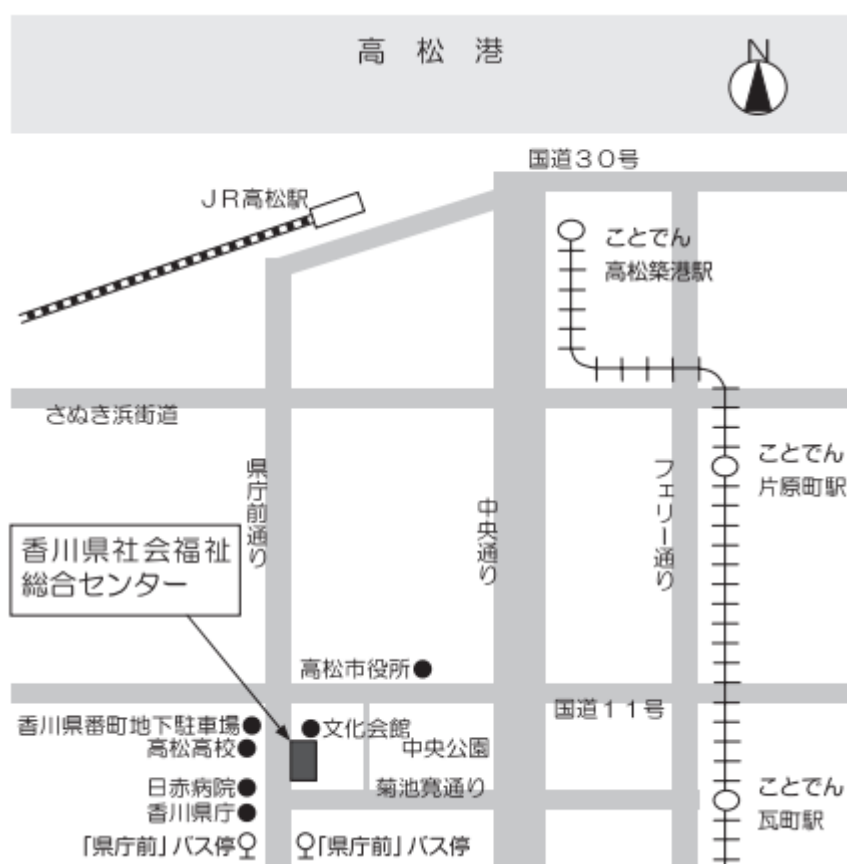 高松港
N
国道30号
JR高松駅
ことでん
高松築港駅
さぬき浜街道
県庁前通り
中央通り
フェリー通り
ことでん
片原町駅
香川県社会福祉
総合センター
高松市役所
国道11号
香川県番町地下駐車場
文化会館
高松高校
中央公園
日赤病院
菊池寛通り
香川県庁
ことでん
瓦町駅
「県庁前」バス停
「県庁前」バス停